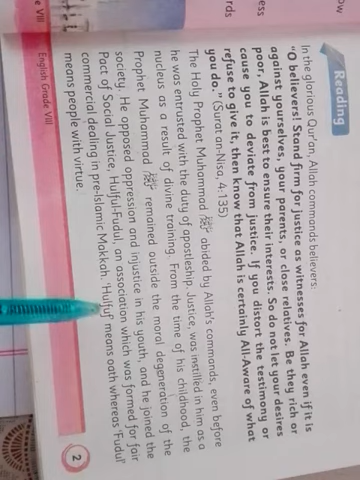 ow
ess
rds
Reading
In the glorious Qur'an, Allah commands believers:
"O believers! Stand firm for justice as witnesses for Allah even if it is
against yourselves, your parents, or close relatives. Be they rich or
poor, Allah is best to ensure their interests. So do not let your desires
cause you to deviate from justice. If you distort the testimony or
refuse to give it, then know that Allah is certainly All-Aware of what
you do." (Surat an-Nisa, 4:135)
The Holy Prophet Muhammad ﷺ abided by Allah's commands, even before
he was entrusted with the duty of apostleship. Justice, was instilled in him as a
nucleus as a result of divine training. From the time of his childhood, the
Prophet Muhammad ﷺ remained outside the moral degeneration of the
society. He opposed oppression and injustice in his youth, and he joined the
Pact of Social Justice, Hulful-Fudul, an association which was formed for fair
commercial dealing in pre-Islamic Makkah. 'Hulful' means oath whereas 'Fudul'
means people with virtue.
e VIII
English Grade VIII
2